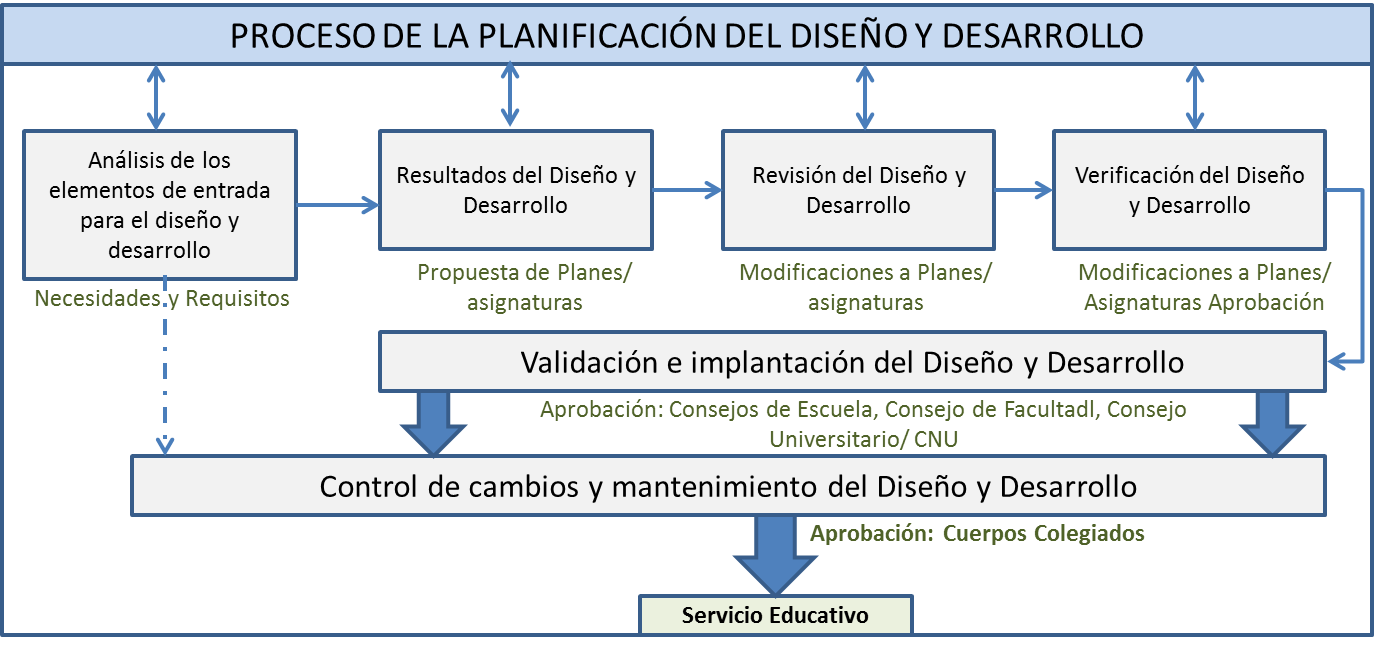 PROCESO DE LA PLANIFICACIÓN DEL DISEÑO Y DESARROLLO
Análisis de los
elementos de entrada
para el diseño y
desarrollo
Necesidades y Requisitos
Resultados del Diseño y
Desarrollo
Propuesta de Planes/
asignaturas
Revisión del Diseño y
Desarrollo
Modificaciones a Planes/
asignaturas
Verificación del Diseño
y Desarrollo
Modificaciones a Planes/
Asignaturas Aprobación
Validación e implantación del Diseño y Desarrollo
Aprobación: Consejos de Escuela, Consejo de Facultadl, Consejo
Universitario/ CNU
Control de cambios y mantenimiento del Diseño y Desarrollo
Aprobación: Cuerpos Colegiados
Servicio Educativo